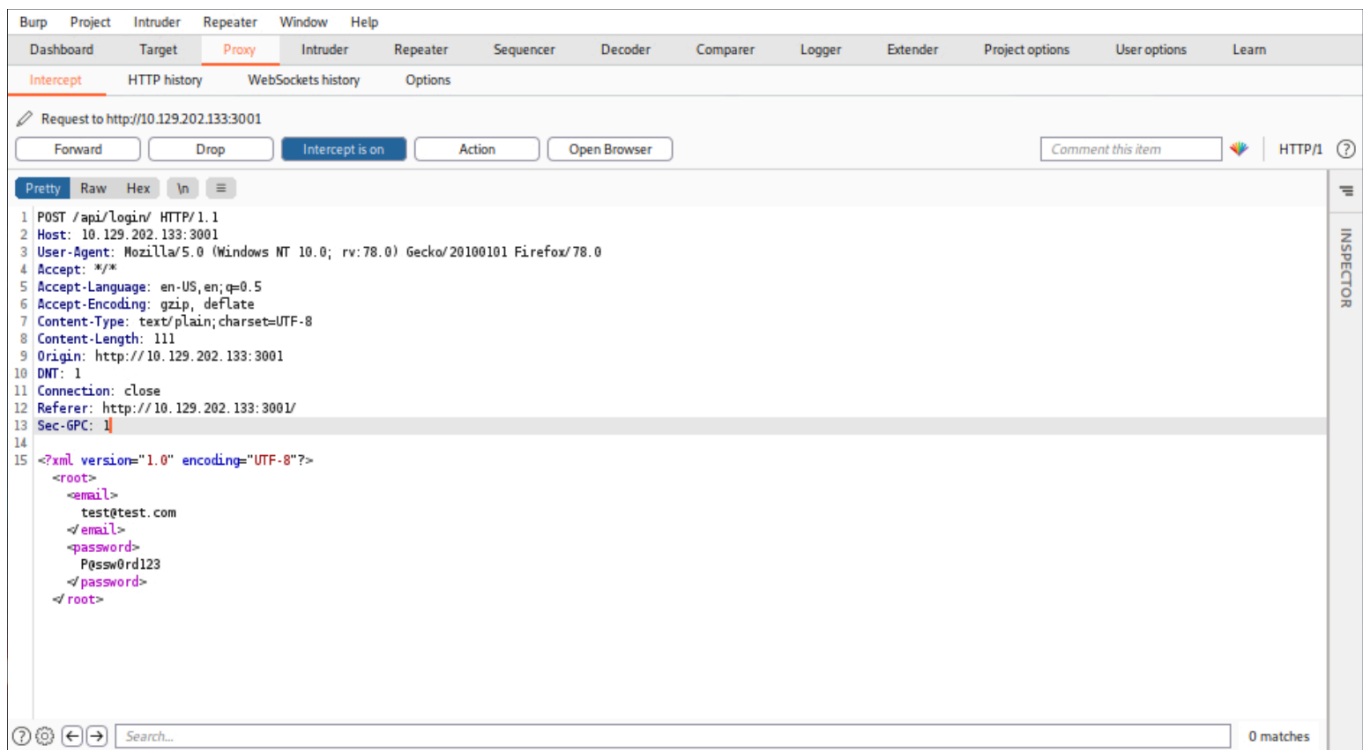 Burp Project Intruder Repeater Window Help
Dashboard Target Proxy Intruder Repeater Sequencer Decoder Comparer Logger Extender Project options User options Learn
Intercept HTTP history WebSockets history Options
Request to http://10.129.202.133:3001
Forward Drop Intercept is on Action Open Browser Comment this item HTTP/1 ?
Pretty Raw Hex \n ≡
INSPECTOR
1 POST /api/login/ HTTP/1.1
2 Host: 10.129.202.133:3001
3 User-Agent: Mozilla/5.0 (Windows NT 10.0; rv:78.0) Gecko/20100101 Firefox/78.0
4 Accept: */*
5 Accept-Language: en-US,en;q=0.5
6 Accept-Encoding: gzip, deflate
7 Content-Type: text/plain;charset=UTF-8
8 Content-Length: 111
9 Origin: http://10.129.202.133:3001
10 DNT: 1
11 Connection: close
12 Referer: http://10.129.202.133:3001/
13 Sec-GPC: 1
14
15 <?xml version="1.0" encoding="UTF-8"?>
<root>
<email>
test@test.com
</email>
<password>
P@ssw0rd123
</password>
</root>
? Search... 0 matches